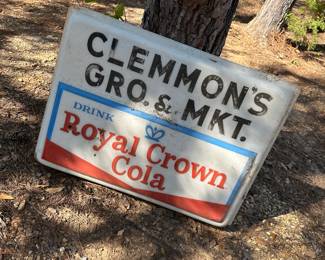 CLEMMON'S
GRO. & MKT.
DRINK
Royal Crown
Cola